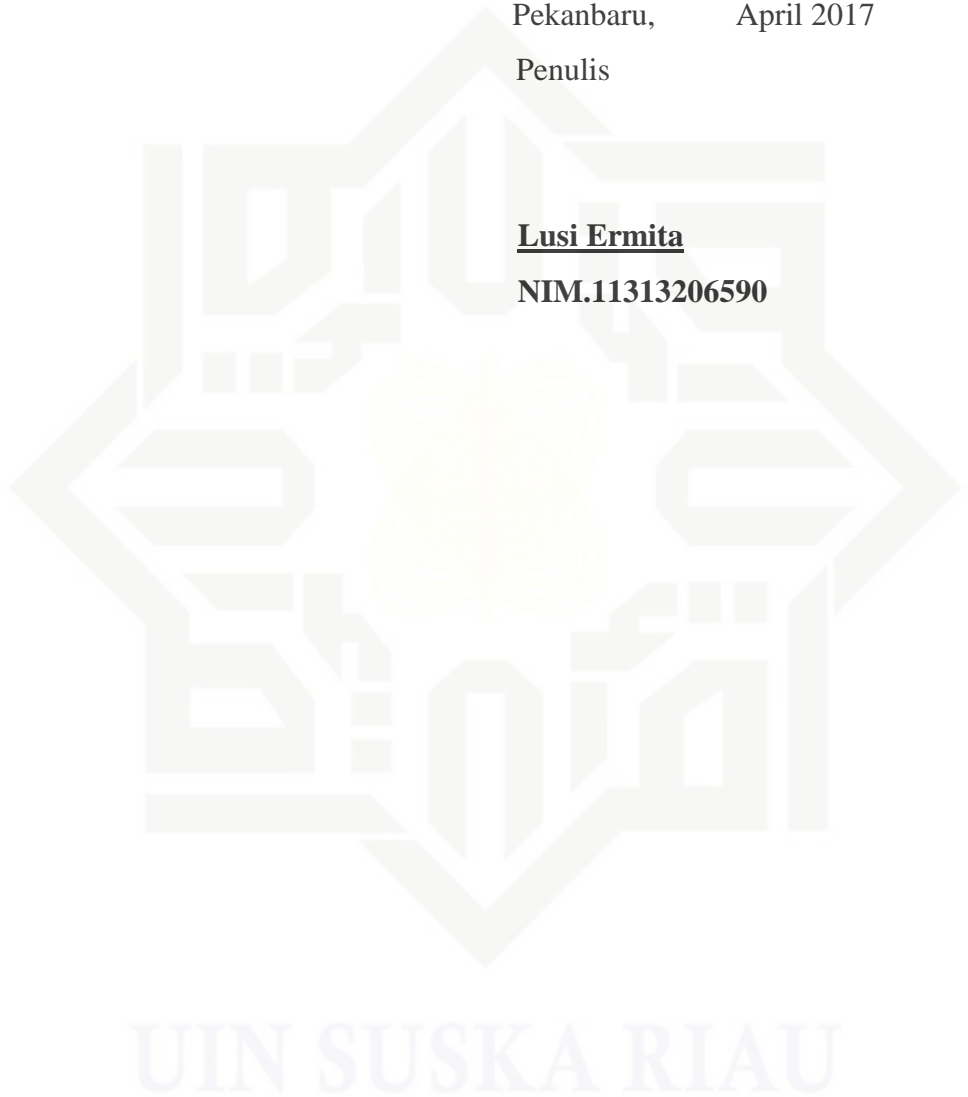 Pekanbaru, April 2017
Penulis
Lusi Ermita
NIM.11313206590
UIN SUSKA RIAU